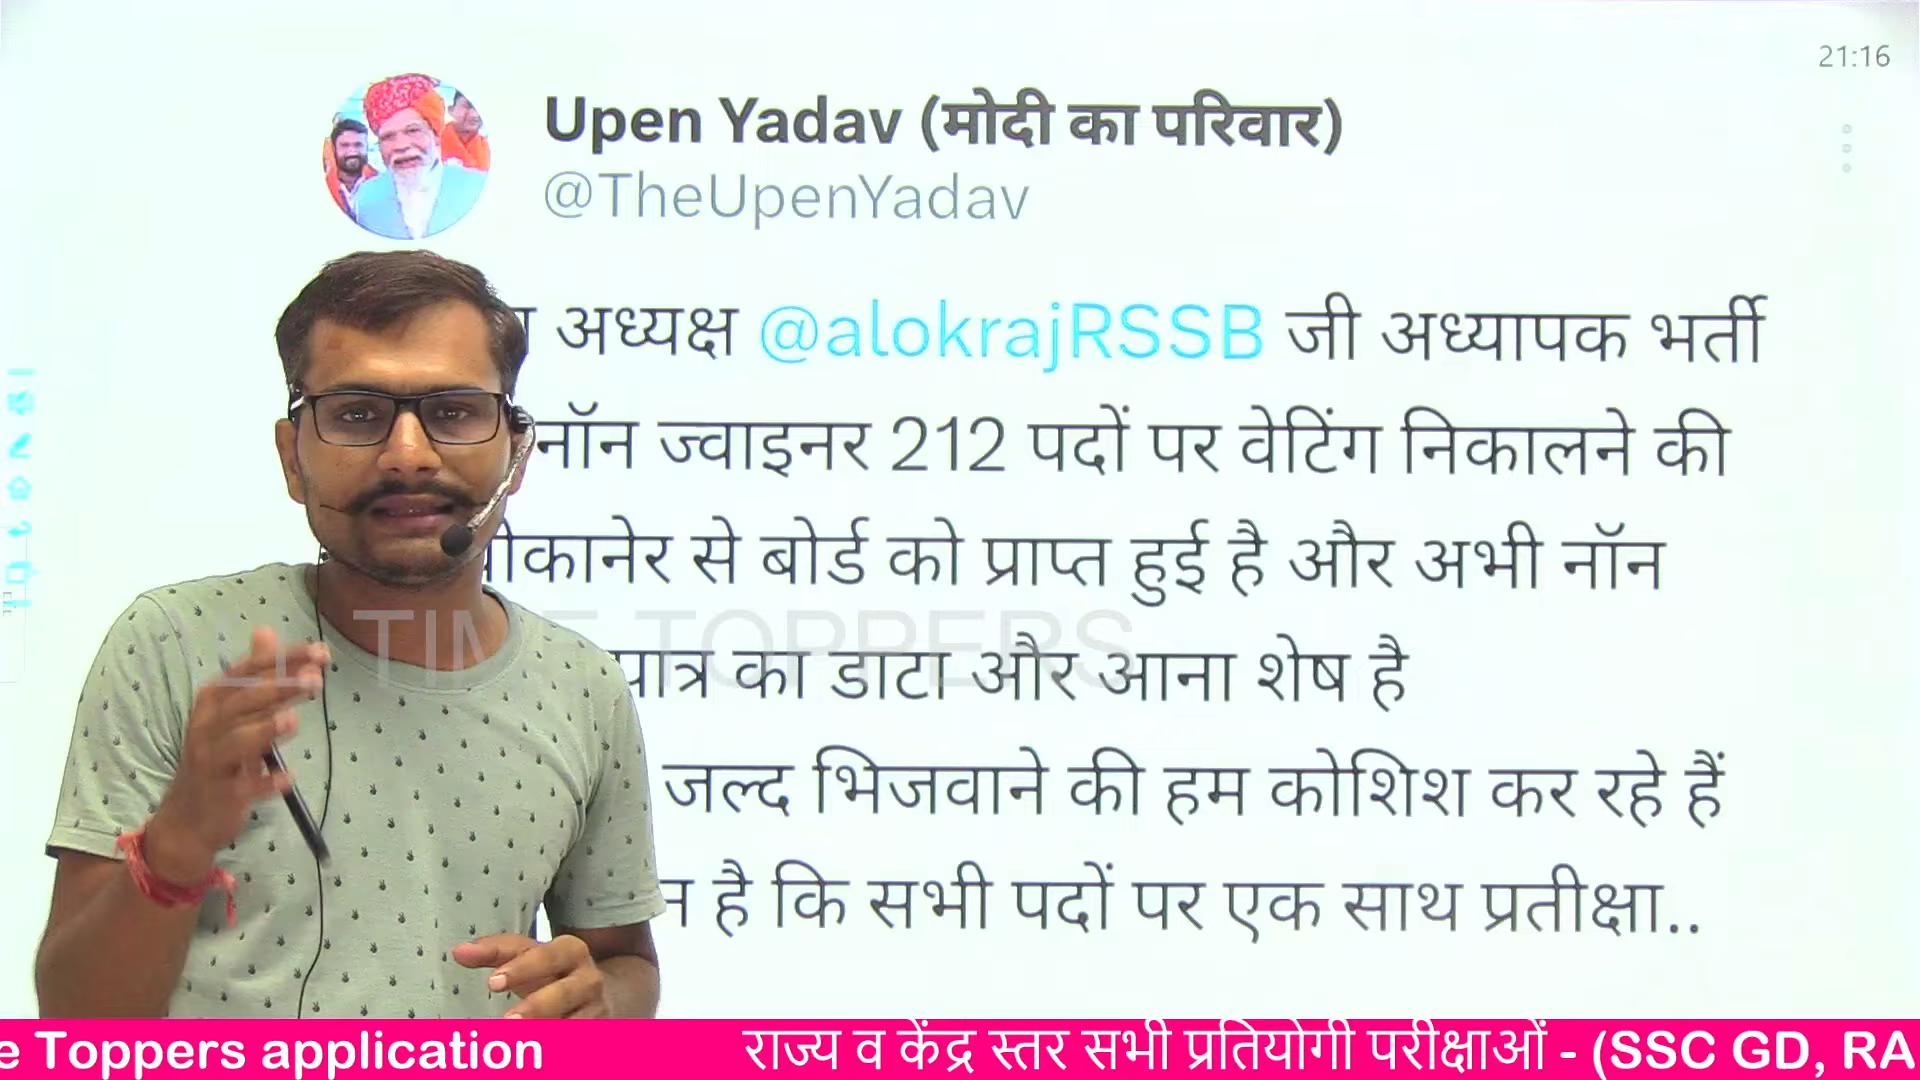 21:16
Upen Yadav (मोदी का परिवार)
@TheUpenYadav
अध्यक्ष @alokrajRSSB जी अध्यापक भर्ती
नॉन ज्वाइनर 212 पदों पर वेटिंग निकालने की
ीकानेर से बोर्ड को प्राप्त हुई है और अभी नॉन
पात्र का डाटा और आना शेष है
जल्द भिजवाने की हम कोशिश कर रहे हैं
न है कि सभी पदों पर एक साथ प्रतीक्षा..
TIME TOPPERS
e Toppers application राज्य व केंद्र स्तर सभी प्रतियोगी परीक्षाओं - (SSC GD, RA